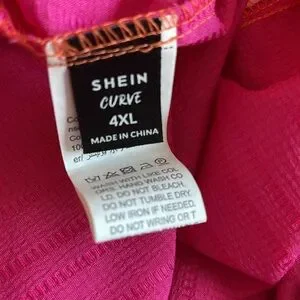 SHEIN
CURVE
4XL
MADE IN CHINA
WASH WITH LIKE COL
ORS. HAND WASH CO
LD. DO NOT BLEACH.
DO NOT TUMBLE DRY.
LOW IRON IF NEEDED.
DO NOT WRING OR T